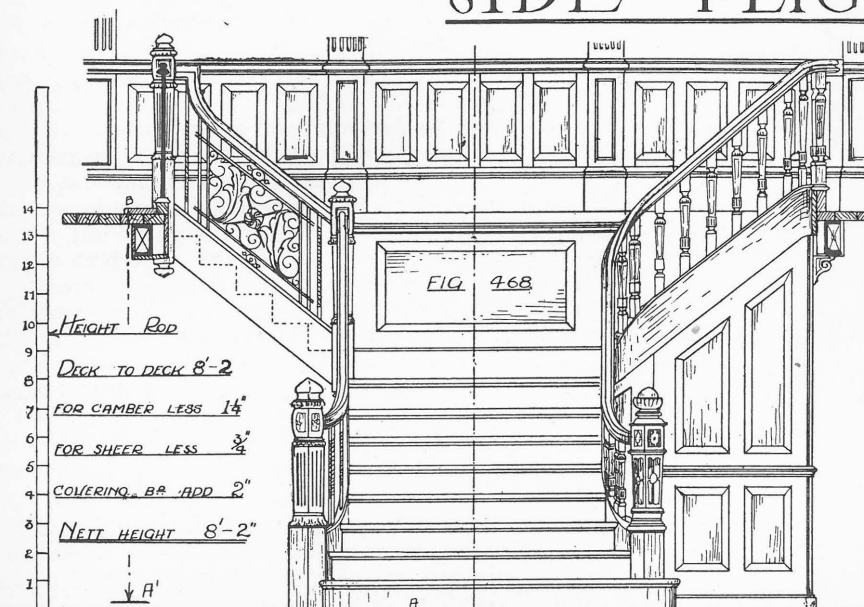 SIDE FLIG
B
14
13
12
11
10
9
8
7
6
5
4
3
2
1
FIG 468
HEIGHT ROD
DECK TO DECK 8'-2
FOR CAMBER LESS 1¼"
FOR SHEER LESS ¾"
COVERING BD ADD 2"
NETT HEIGHT 8'-2"
A'
A